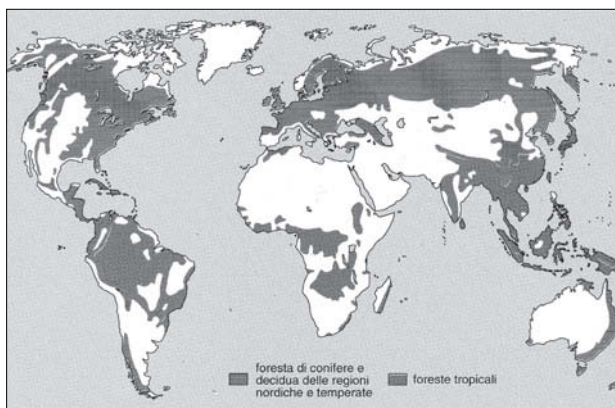 foresta di conifere e
decidua delle regioni
nordiche e temperate
foreste tropicali